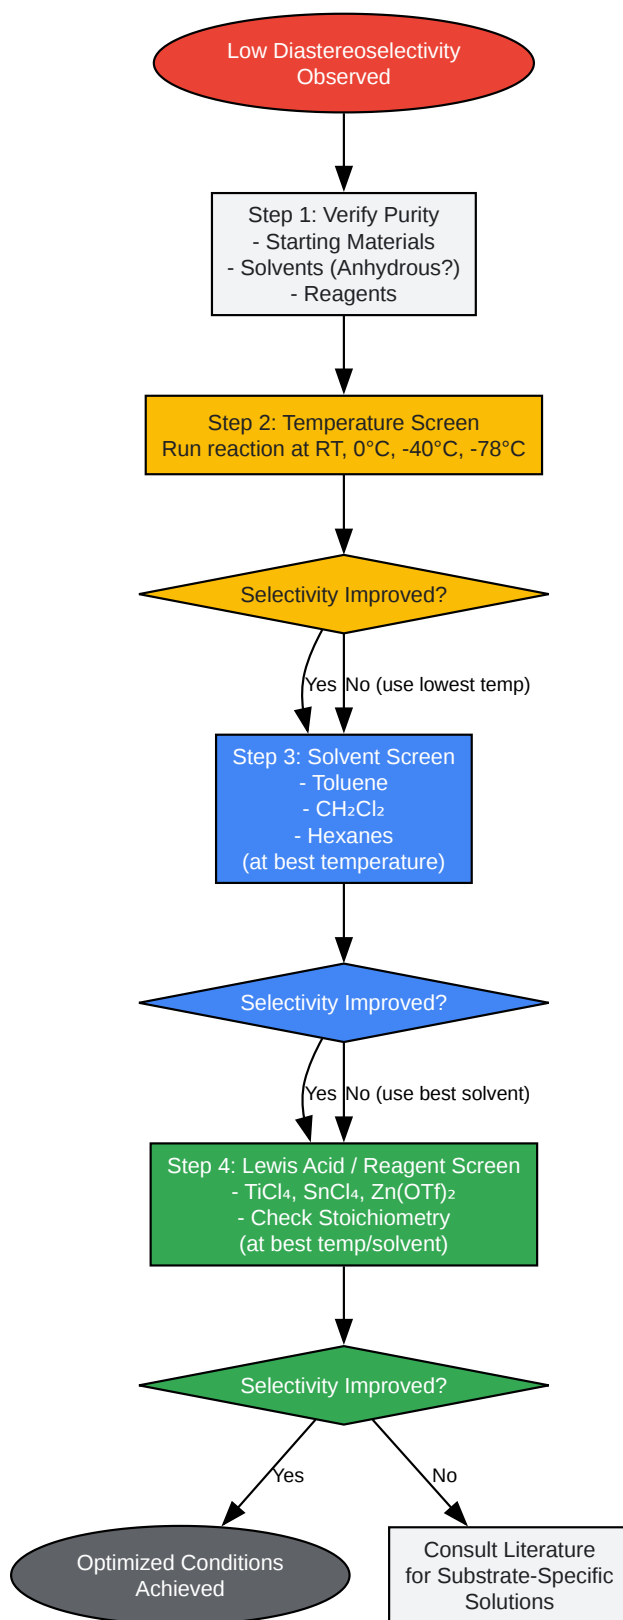 Low Diastereoselectivity
Observed
Step 1: Verify Purity
- Starting Materials
- Solvents (Anhydrous?)
- Reagents
Step 2: Temperature Screen
Run reaction at RT, 0°C, -40°C, -78°C
Selectivity Improved?
Yes
No (use lowest temp)
Step 3: Solvent Screen
- Toluene
- CH₂Cl₂
- Hexanes
(at best temperature)
Selectivity Improved?
Yes
No (use best solvent)
Step 4: Lewis Acid / Reagent Screen
- TiCl₄, SnCl₄, Zn(OTf)₂
- Check Stoichiometry
(at best temp/solvent)
Selectivity Improved?
Yes
No
Optimized Conditions
Achieved
Consult Literature
for Substrate-Specific
Solutions